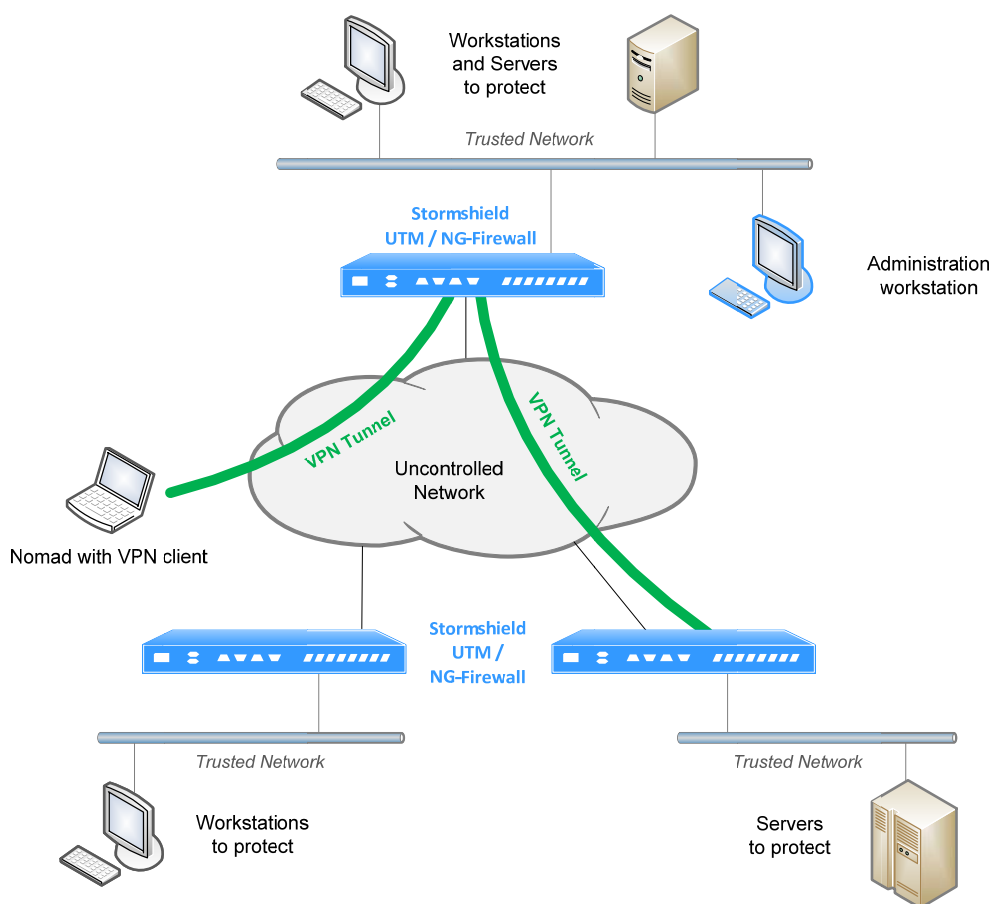 Workstations
and Servers
to protect
Trusted Network
Stormshield
UTM / NG-Firewall
Administration
workstation
VPN Tunnel
VPN Tunnel
Uncontrolled
Network
Nomad with VPN client
Stormshield
UTM /
NG-Firewall
Trusted Network
Trusted Network
Workstations
to protect
Servers
to protect